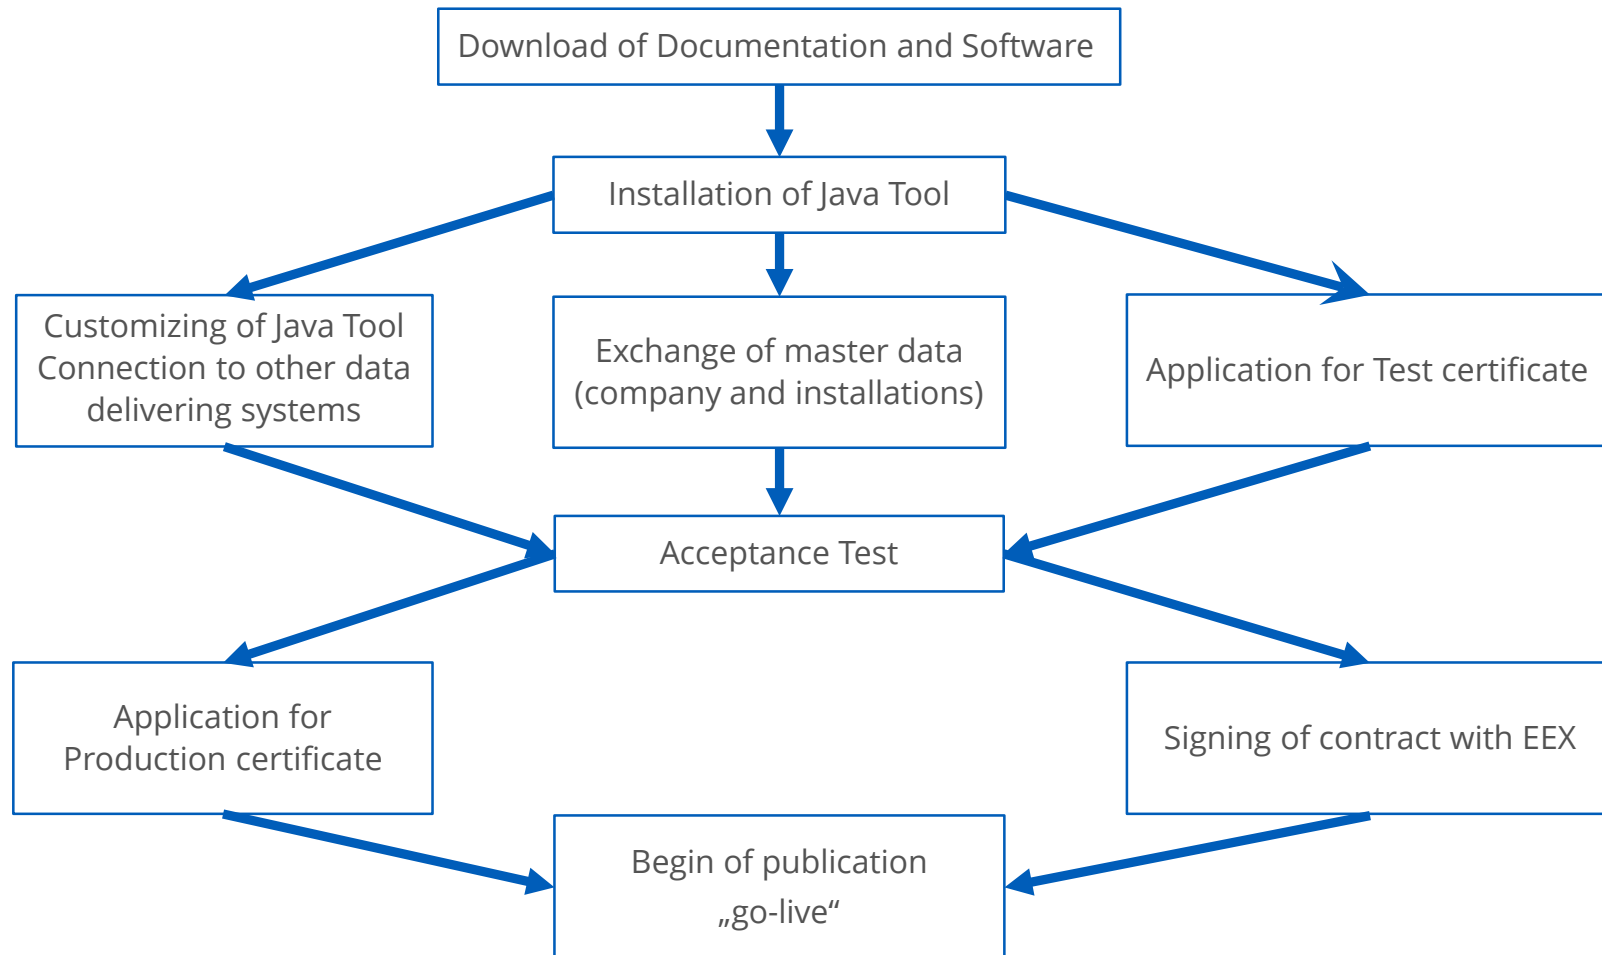 Download of Documentation and Software
Installation of Java Tool
Customizing of Java Tool
Connection to other data
delivering systems
Exchange of master data
(company and installations)
Application for Test certificate
Acceptance Test
Application for
Production certificate
Signing of contract with EEX
Begin of publication
„go-live“